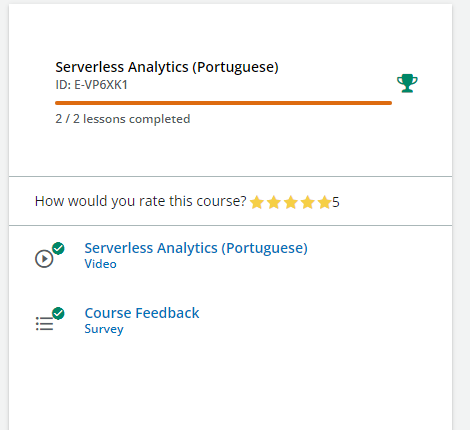 Serverless Analytics (Portuguese)
ID: E-VP6XK1
2 / 2 lessons completed
How would you rate this course? 5
Serverless Analytics (Portuguese)
Video
Course Feedback
Survey